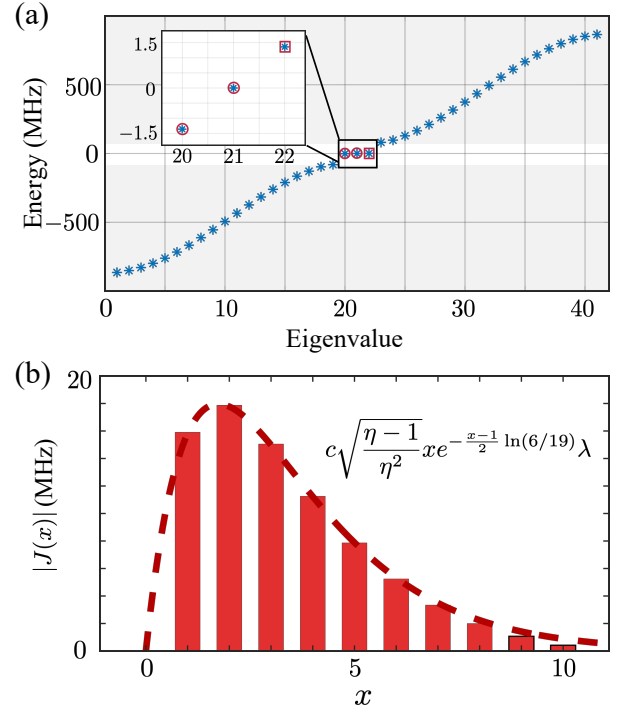 (a)
Energy (MHz)
500
0
−500
1.5
0
−1.5
20 21 22
0 10 20 30 40
Eigenvalue
(b)
|J(x)| (MHz)
20
0
c√((η − 1)/η²) x e^{−(x−1)/2 ln(6/19)} λ
0 5 10
x